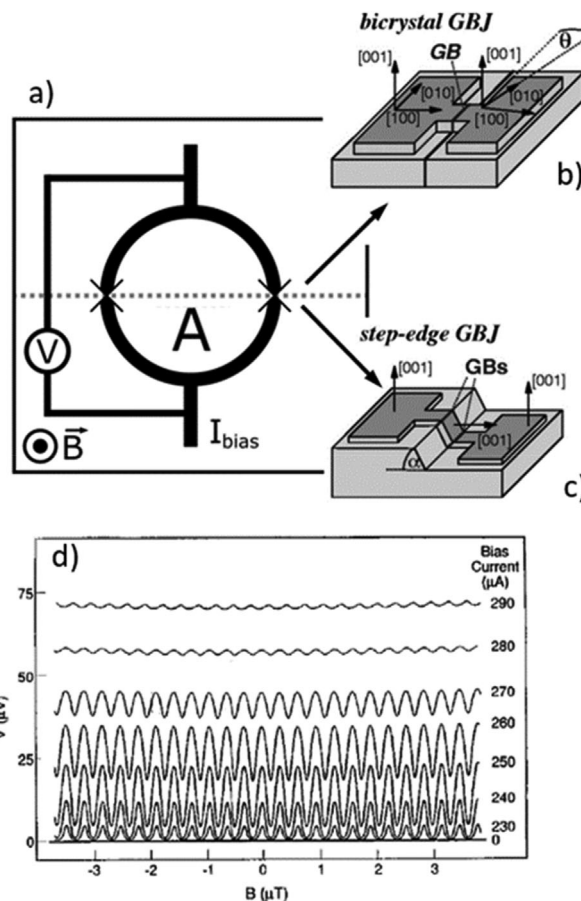 a)
bicrystal GBJ
GB
[001]
[001]
θ
[010]
[010]
[100]
[100]
b)
A
V
B
I bias
step-edge GBJ
[001]
GBs
[001]
[001]
α
c)
d)
Bias
Current
(μA)
75
290
280
50
270
260
25
250
240
230
0
0
V (μV)
-3
-2
-1
0
1
2
3
B (μT)